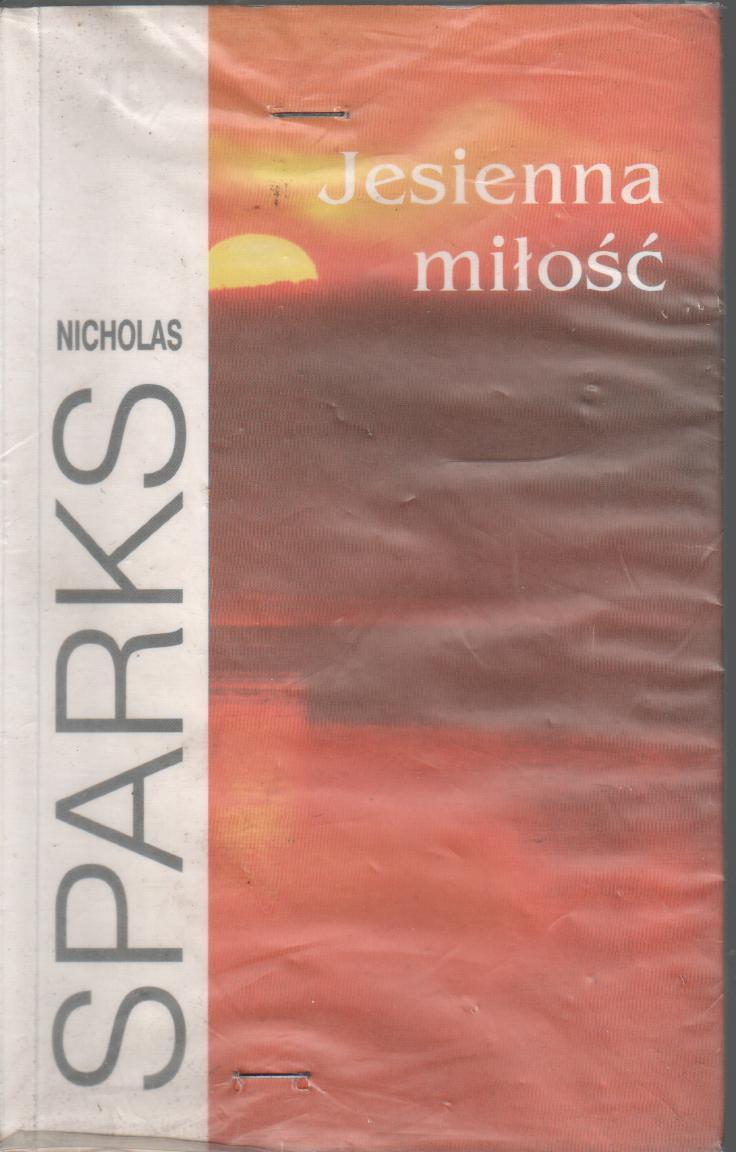 NICHOLAS
SPARKS
Jesienna
miłość